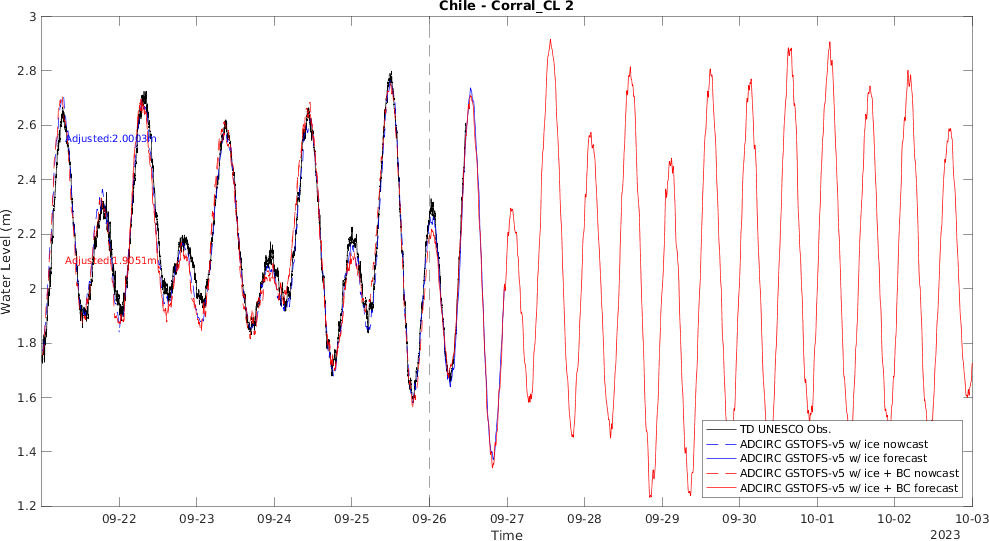 Chile - Corral_CL 2
Water Level (m)
3
2.8
2.6
2.4
2.2
2
1.8
1.6
1.4
1.2
Adjusted:2.0003m
Adjusted:1.9051m
TD UNESCO Obs.
ADCIRC GSTOFS-v5 w/ ice nowcast
ADCIRC GSTOFS-v5 w/ ice forecast
ADCIRC GSTOFS-v5 w/ ice + BC nowcast
ADCIRC GSTOFS-v5 w/ ice + BC forecast
09-22 09-23 09-24 09-25 09-26 09-27 09-28 09-29 09-30 10-01 10-02 10-03
Time
2023